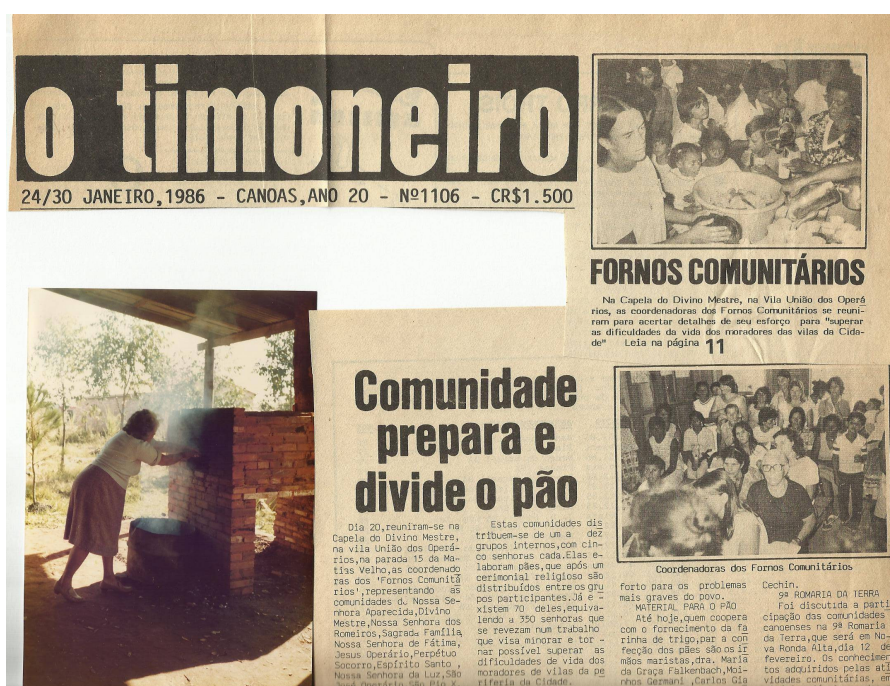 o timoneiro
24/30 JANEIRO,1986 - CANOAS,ANO 20 - Nº1106 - CR$1.500
FORNOS COMUNITÁRIOS
Na Capela do Divino Mestre, na Vila União dos Operá
rios, as coordenadoras dos Fornos Comunitários se reuni-
ram para acertar detalhes de seu esforço para "superar
as dificuldades da vida dos moradores das vilas da Cida-
de" Leia na página 11
Comunidade
prepara e
divide o pão
Dia 20,reuniram-se na
Capela do Divino Mestre,
na vila União dos Operá-
rios,na parada 15 da Ma-
tias Velho,as coordenado
ras dos 'Fornos Comunitá
rios',representando as
comunidades de Nossa Se-
nhora Aparecida,Divino
Mestre,Nossa Senhora dos
Romeiros,Sagrada Família,
Nossa Senhora de Fátima,
Jesus Operário,Perpétuo
Socorro,Espírito Santo ,
Nossa Senhora da Luz,São
José Operário,São Pio X
Estas comunidades dis
tribuem-se de um a dez
grupos internos,com cin-
co senhoras cada.Elas e-
laboram pães,que após um
cerimonial religioso são
distribuídos entre os gru
pos participantes.Já e -
xistem 70 deles,equiva-
lendo a 350 senhoras que
se revezam num trabalho
que visa minorar e tor -
nar possível superar as
dificuldades de vida dos
moradores de vilas da pe
riferia da Cidade.
Coordenadoras dos Fornos Comunitários
forto para os problemas
mais graves do povo.
MATERIAL PARA O PÃO
Até hoje,quem coopera
com o fornecimento da fa
rinha de trigo,para a con
fecção dos pães são os ir
mãos maristas,dra. Maria
da Graça Falkenbach,Moi-
nhos Germani ,Carlos Gia
Cechin.
9ª ROMARIA DA TERRA
Foi discutida a parti
cipação das comunidades
canoenses na 9ª Romaria
da Terra,que será em No-
va Ronda Alta,dia 12 de
fevereiro. Os conhecimen
tos adquiridos pelas ati
vidades comunitárias, em